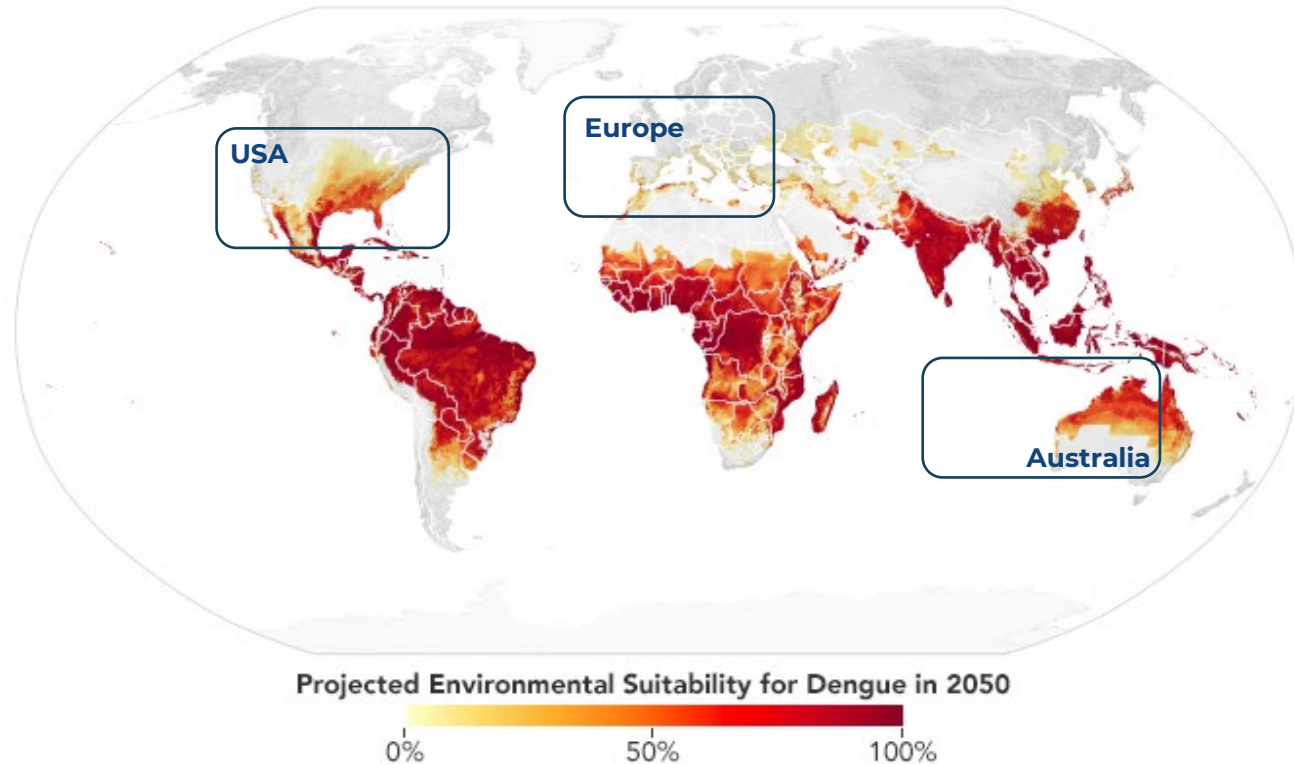 USA
Europe
Australia
Projected Environmental Suitability for Dengue in 2050
0%
50%
100%